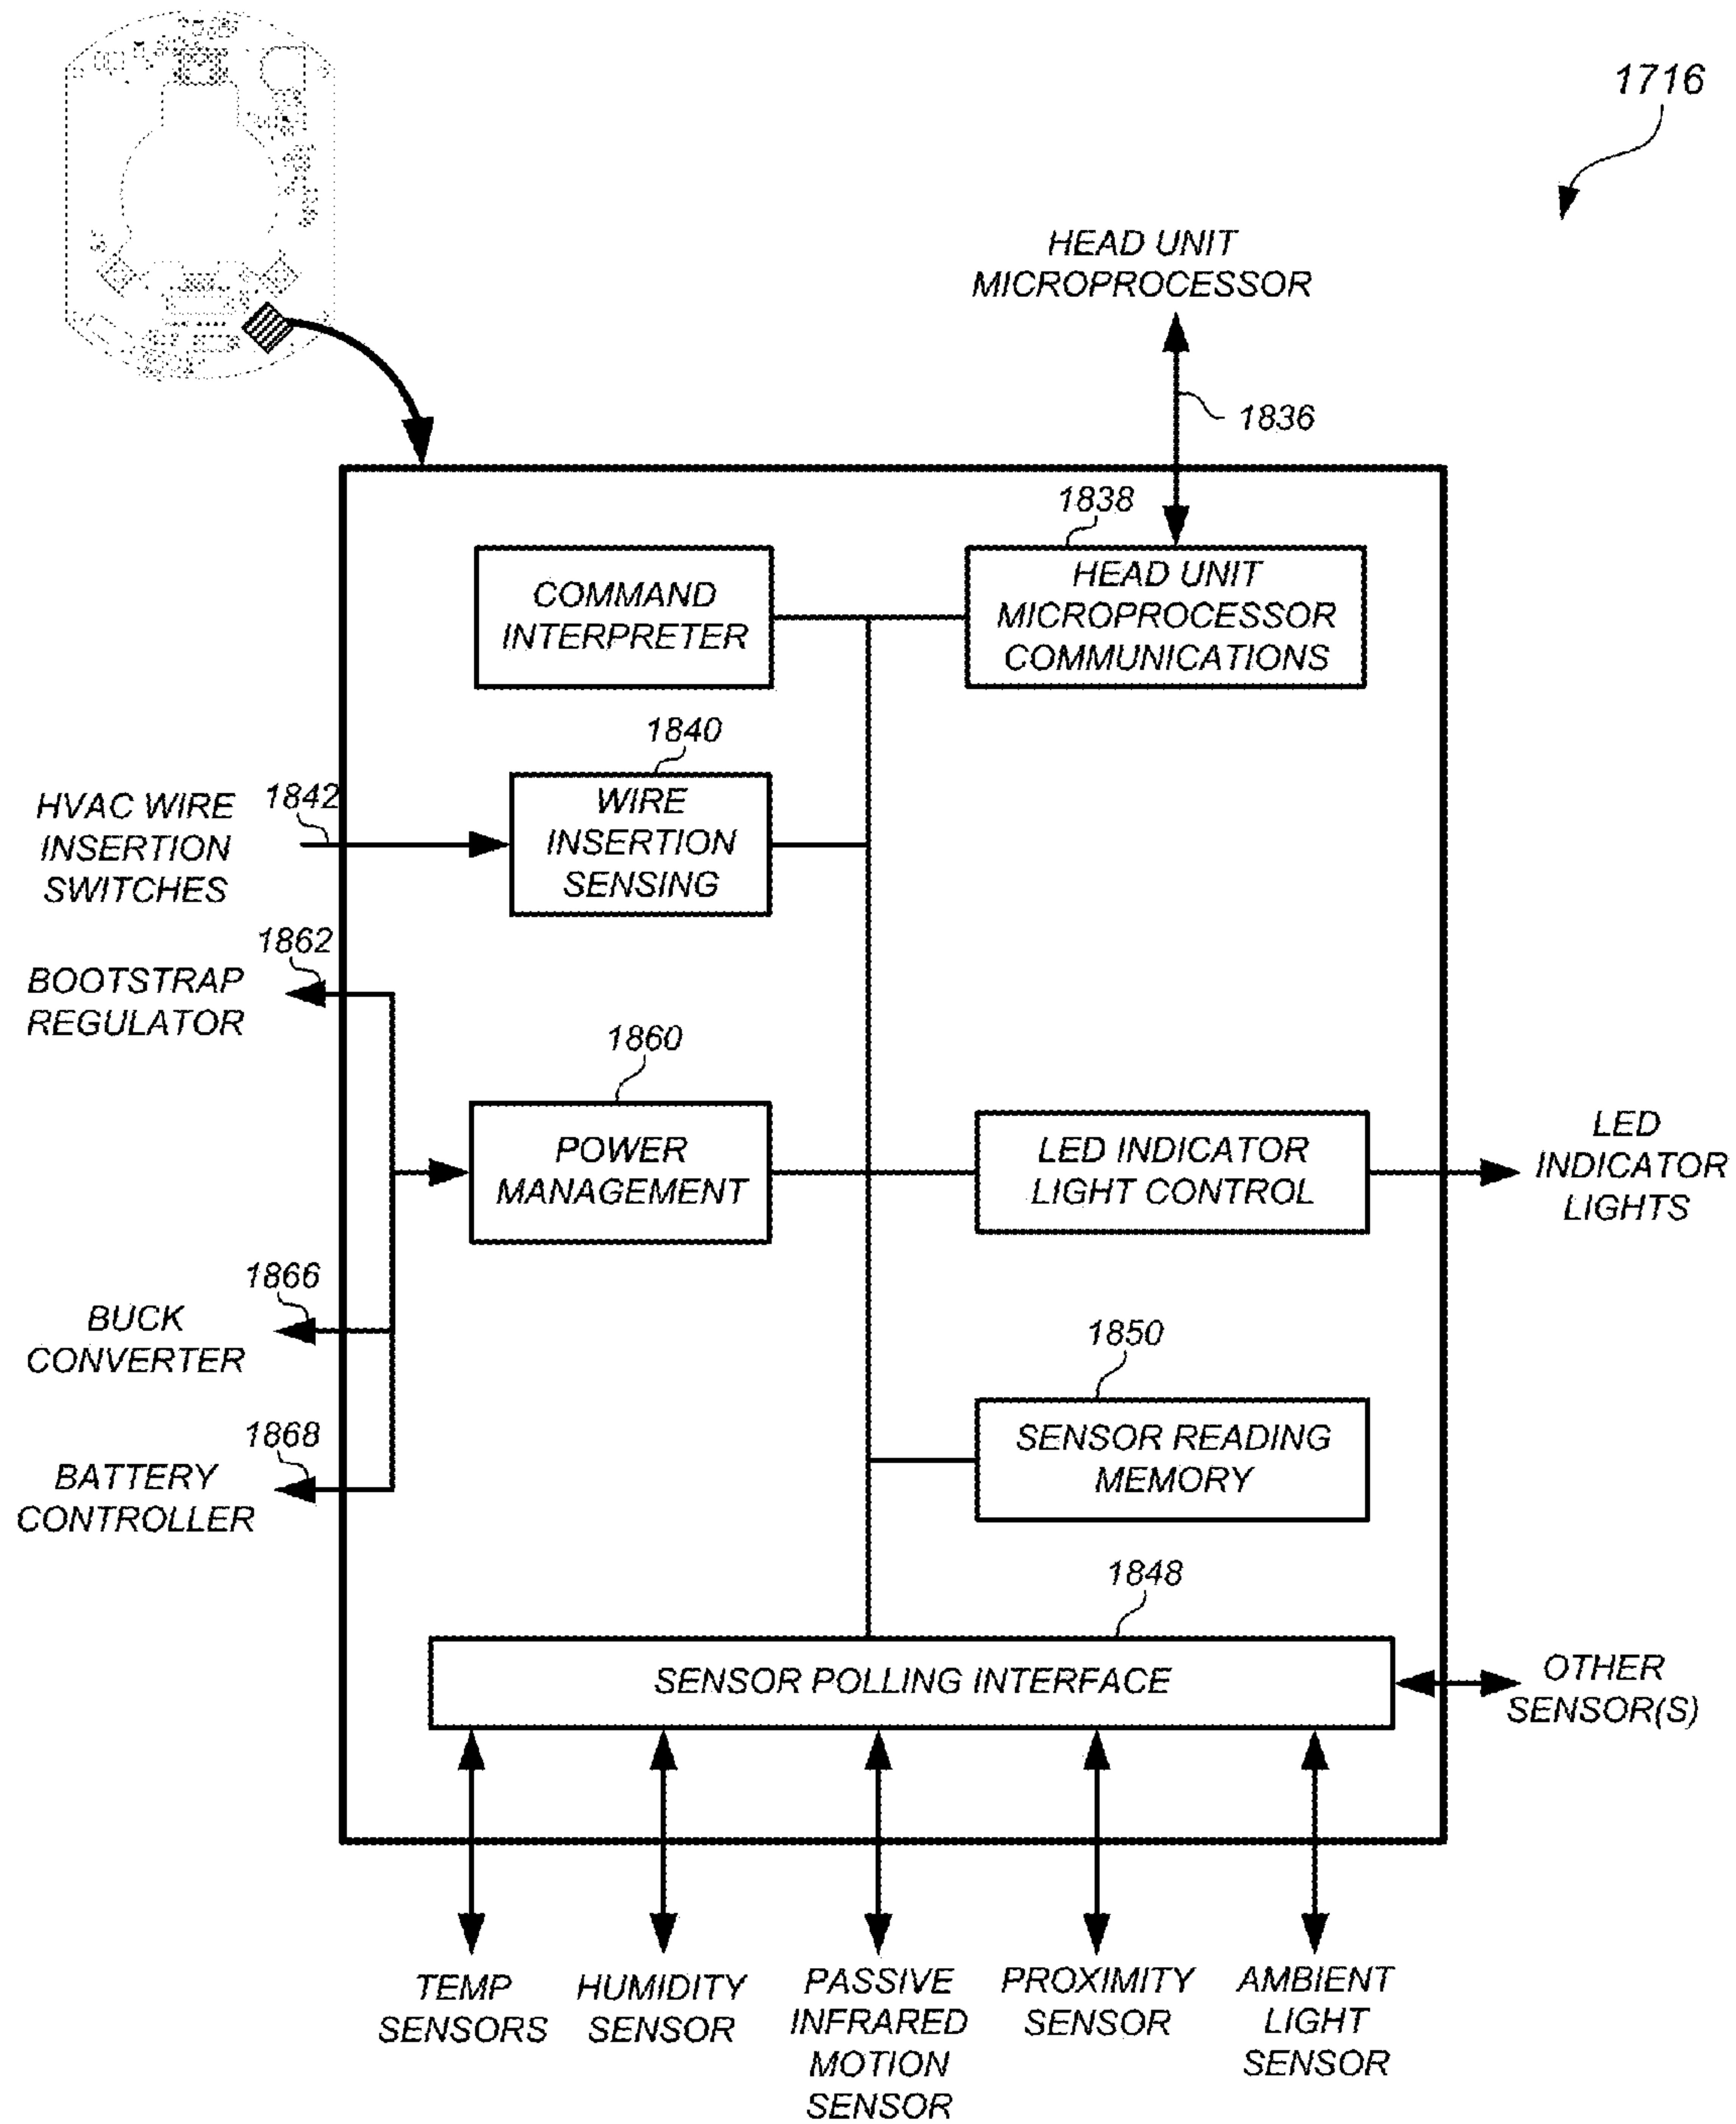 1716
HEAD UNIT
MICROPROCESSOR
1836
1838
COMMAND
INTERPRETER
HEAD UNIT
MICROPROCESSOR
COMMUNICATIONS
1840
HVAC WIRE
INSERTION
SWITCHES
1842
WIRE
INSERTION
SENSING
1862
BOOTSTRAP
REGULATOR
1860
POWER
MANAGEMENT
LED INDICATOR
LIGHT CONTROL
LED
INDICATOR
LIGHTS
1866
BUCK
CONVERTER
1850
SENSOR READING
MEMORY
1868
BATTERY
CONTROLLER
1848
SENSOR POLLING INTERFACE
OTHER
SENSOR(S)
TEMP
SENSORS
HUMIDITY
SENSOR
PASSIVE
INFRARED
MOTION
SENSOR
PROXIMITY
SENSOR
AMBIENT
LIGHT
SENSOR